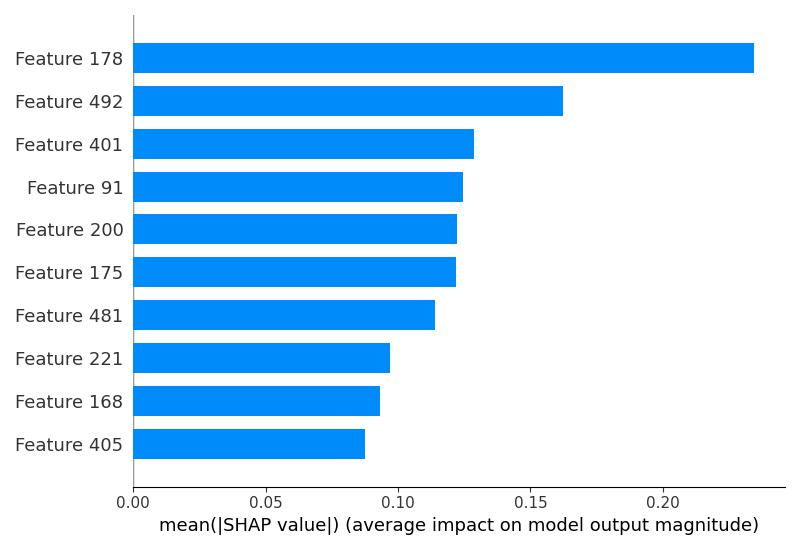 Feature 178
Feature 492
Feature 401
Feature 91
Feature 200
Feature 175
Feature 481
Feature 221
Feature 168
Feature 405
0.00 0.05 0.10 0.15 0.20
mean(|SHAP value|) (average impact on model output magnitude)